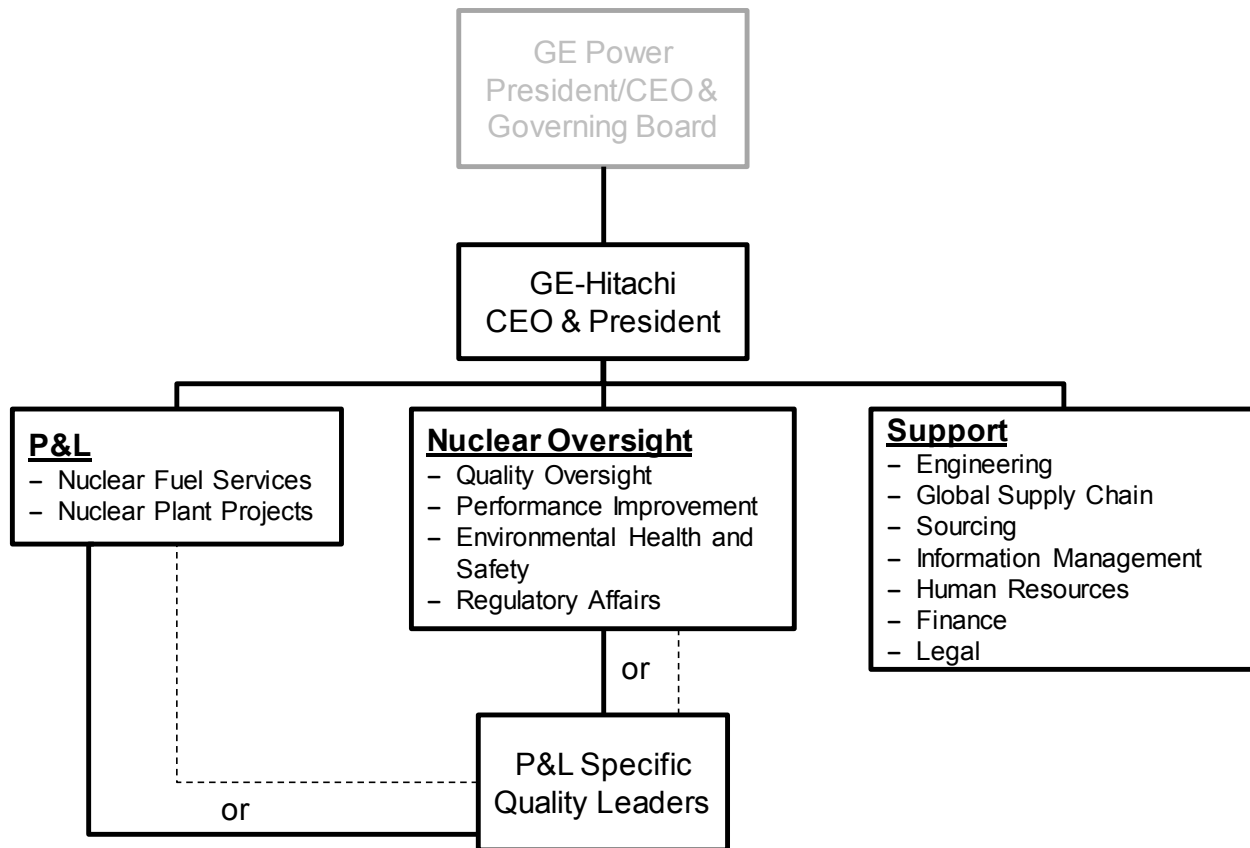 GE Power
President/CEO &
Governing Board
GE-Hitachi
CEO & President
P&L
– Nuclear Fuel Services
– Nuclear Plant Projects
Nuclear Oversight
– Quality Oversight
– Performance Improvement
– Environmental Health and
Safety
– Regulatory Affairs
Support
– Engineering
– Global Supply Chain
– Sourcing
– Information Management
– Human Resources
– Finance
– Legal
or
P&L Specific
Quality Leaders
or